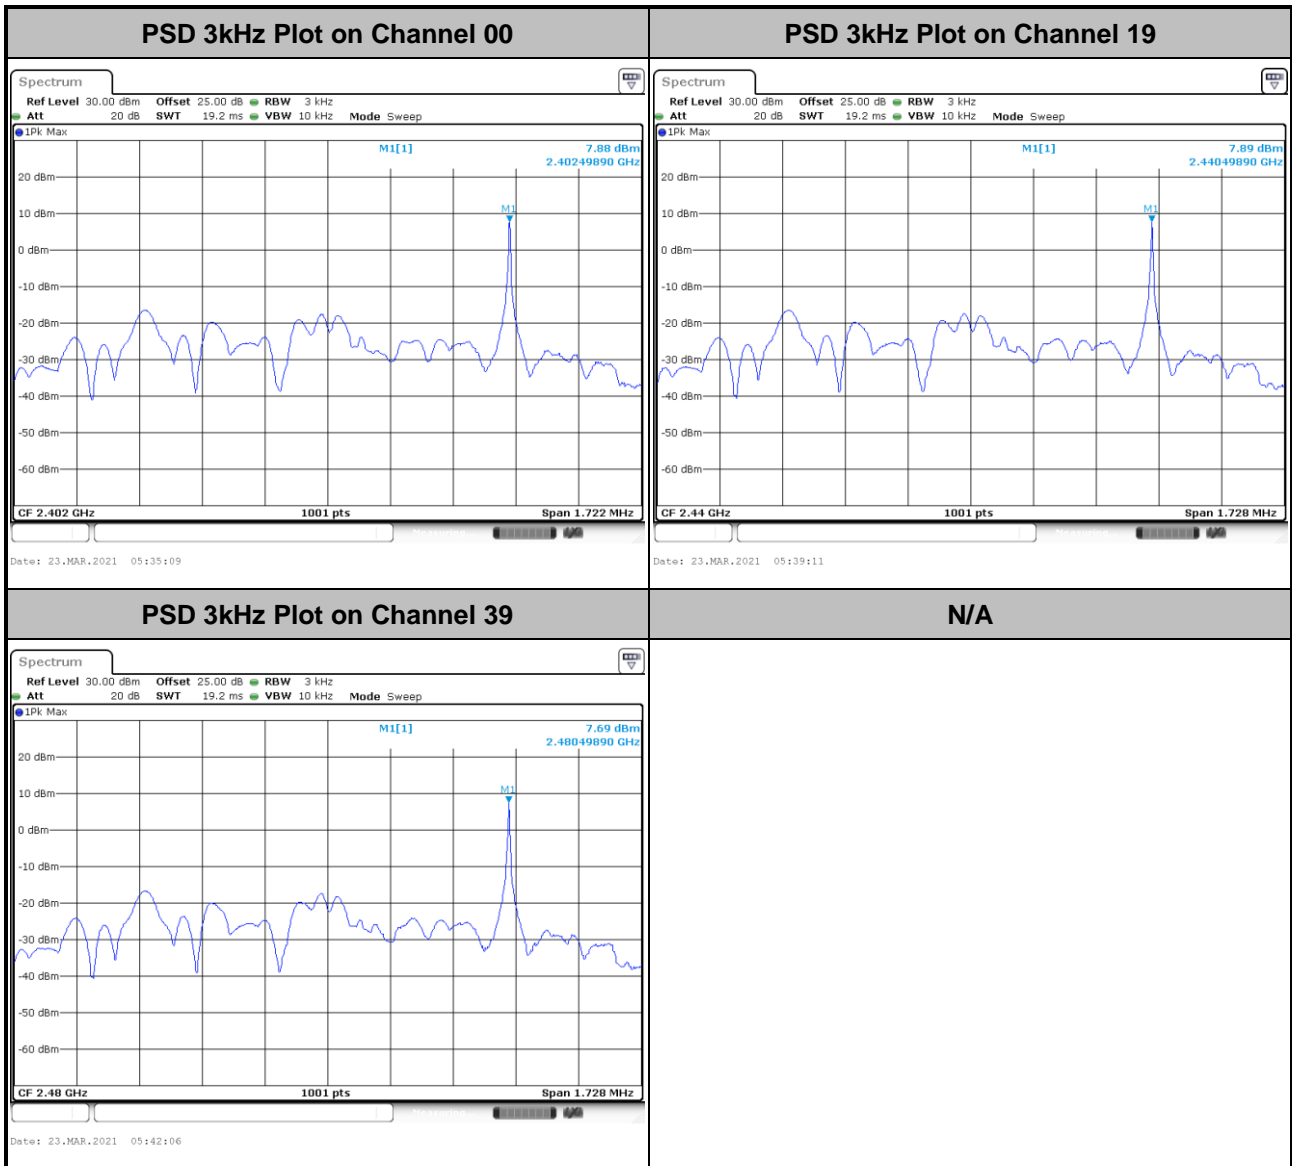 PSD 3kHz Plot on Channel 00
PSD 3kHz Plot on Channel 19
Spectrum
Ref Level 30.00 dBm Offset 25.00 dB RBW 3 kHz
Att 20 dB SWT 19.2 ms VBW 10 kHz Mode Sweep
1Pk Max
M1[1] 7.88 dBm
2.40249890 GHz
20 dBm
M1
10 dBm
0 dBm
-10 dBm
-20 dBm
-30 dBm
-40 dBm
-50 dBm
-60 dBm
CF 2.402 GHz 1001 pts Span 1.722 MHz
Measuring
Date: 23.MAR.2021 05:35:09
Spectrum
Ref Level 30.00 dBm Offset 25.00 dB RBW 3 kHz
Att 20 dB SWT 19.2 ms VBW 10 kHz Mode Sweep
1Pk Max
M1[1] 7.89 dBm
2.44049890 GHz
20 dBm
M1
10 dBm
0 dBm
-10 dBm
-20 dBm
-30 dBm
-40 dBm
-50 dBm
-60 dBm
CF 2.44 GHz 1001 pts Span 1.728 MHz
Measuring
Date: 23.MAR.2021 05:39:11
PSD 3kHz Plot on Channel 39
N/A
Spectrum
Ref Level 30.00 dBm Offset 25.00 dB RBW 3 kHz
Att 20 dB SWT 19.2 ms VBW 10 kHz Mode Sweep
1Pk Max
M1[1] 7.69 dBm
2.48049890 GHz
20 dBm
M1
10 dBm
0 dBm
-10 dBm
-20 dBm
-30 dBm
-40 dBm
-50 dBm
-60 dBm
CF 2.48 GHz 1001 pts Span 1.728 MHz
Measuring
Date: 23.MAR.2021 05:42:06